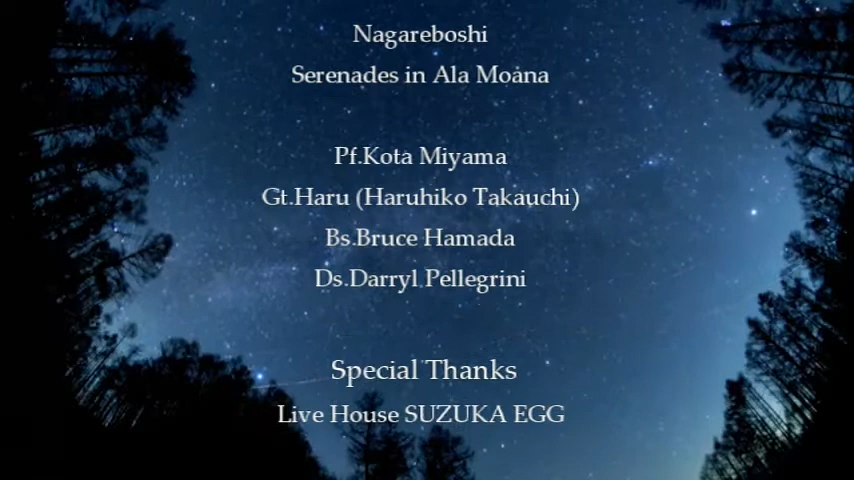 Nagareboshi
Serenades in Ala Moana
Pf.Kota Miyama
Gt.Haru (Haruhiko Takauchi)
Bs.Bruce Hamada
Ds.Darryl Pellegrini
Special Thanks
Live House SUZUKA EGG